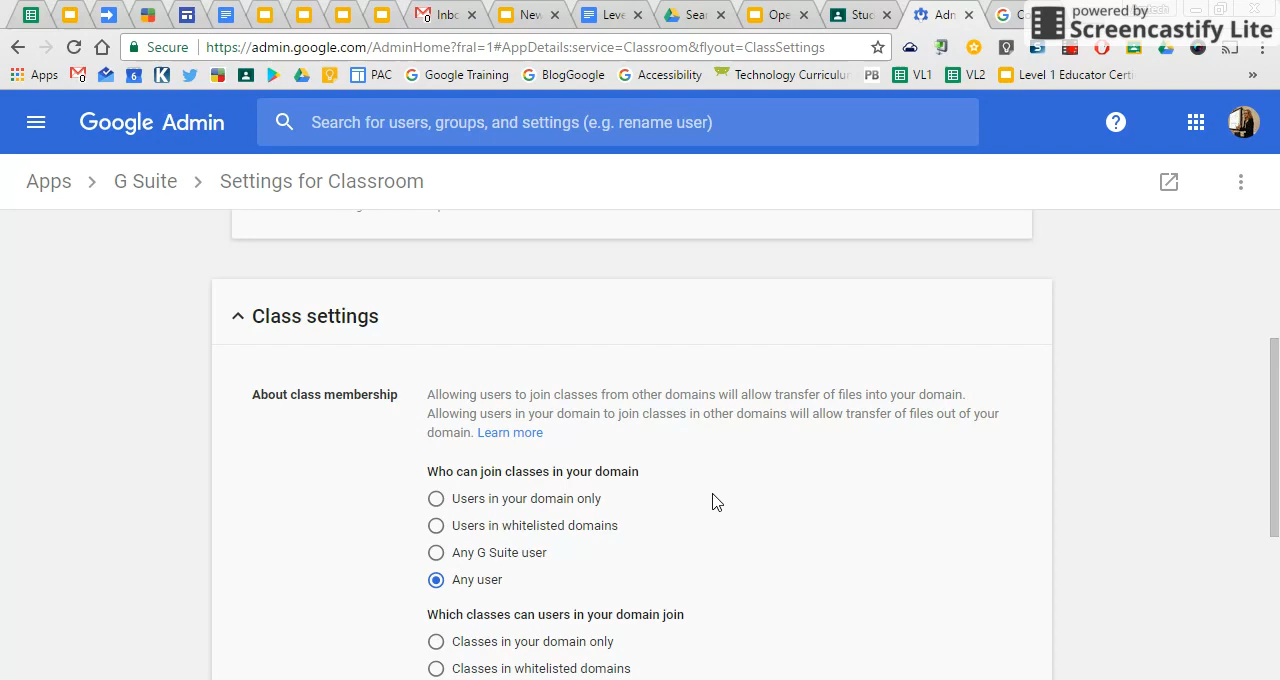 Inbc
New
Leve
Sear
Ope
Stud
Adn
powered by
Screencastify Lite
Secure
https://admin.google
m/AdminHome?fral=1#AppDetails:service=Classroom&flyout=ClassSettings
Apps
6
K
PAC
Google Training
BlogGoogle
Accessibility
Technology Curriculu
PB
VL1
VL2
Level 1 Educator Certi
»
Google Admin
Search for users, groups, and settings (e.g. rename user)
Apps > G Suite > Settings for Classroom
Class settings
About class membership
Allowing users to join classes from other domains will allow transfer of files into your domain.
Allowing users in your domain to join classes in other domains will allow transfer of files out of your
domain. Learn more
Who can join classes in your domain
Users in your domain only
Users in whitelisted domains
Any G Suite user
Any user
Which classes can users in your domain join
Classes in your domain only
Classes in whitelisted domains